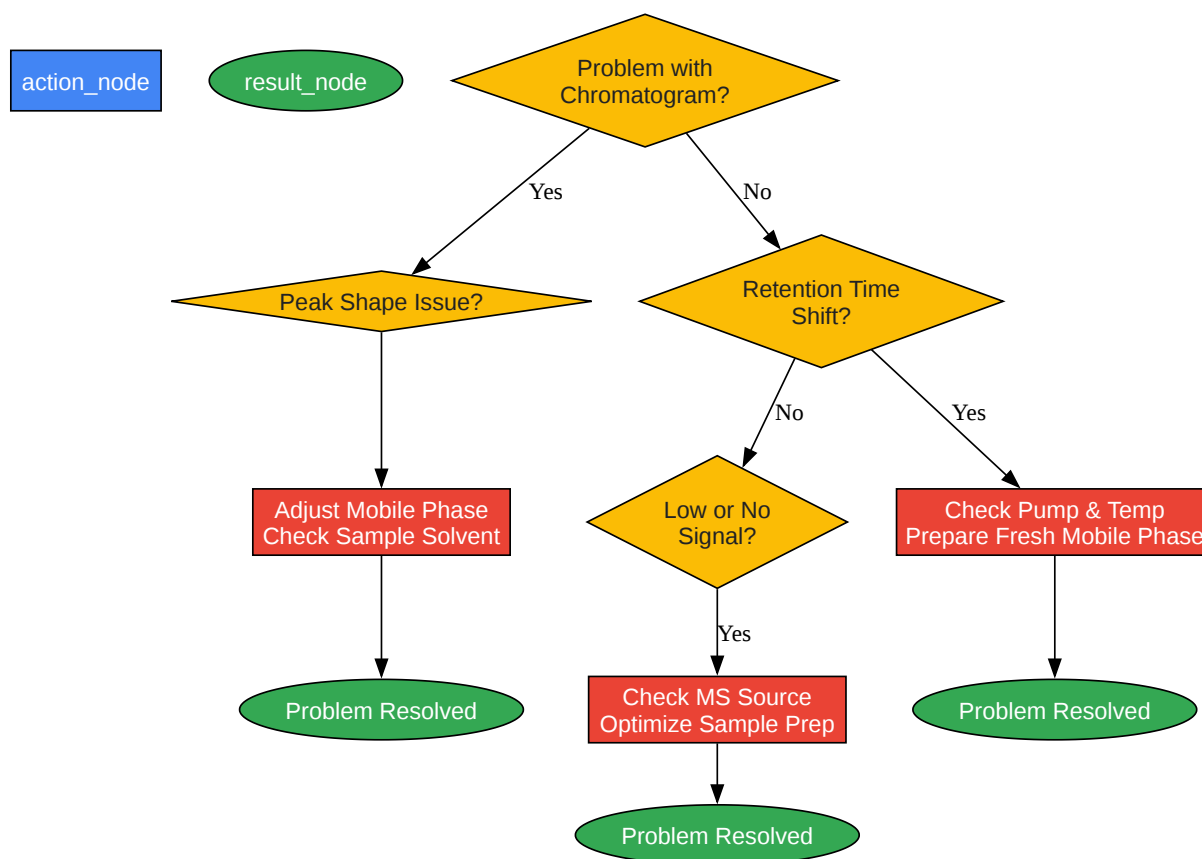 action_node
result_node
Problem with
Chromatogram?
Yes
No
Peak Shape Issue?
Retention Time
Shift?
No
Yes
Adjust Mobile Phase
Check Sample Solvent
Low or No
Signal?
Check Pump & Temp
Prepare Fresh Mobile Phase
Yes
Problem Resolved
Check MS Source
Optimize Sample Prep
Problem Resolved
Problem Resolved